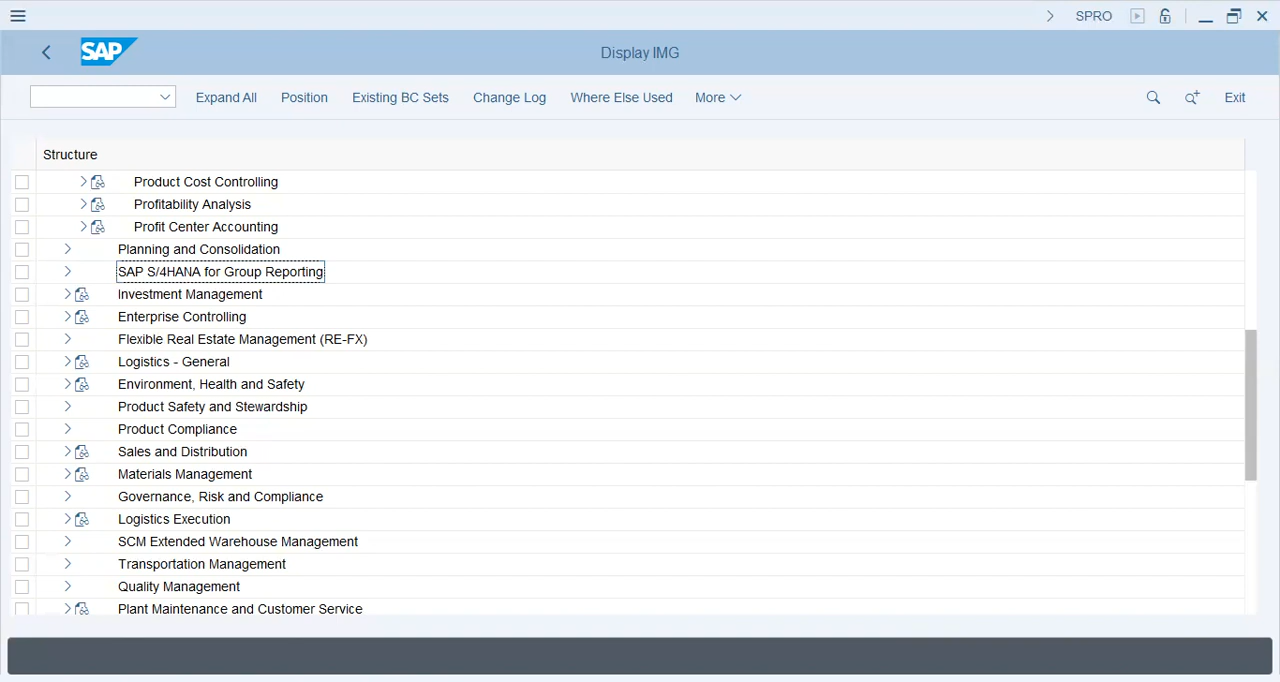 SPRO
SAP
Display IMG
Expand All Position Existing BC Sets Change Log Where Else Used More Exit
Structure
Product Cost Controlling
Profitability Analysis
Profit Center Accounting
Planning and Consolidation
SAP S/4HANA for Group Reporting
Investment Management
Enterprise Controlling
Flexible Real Estate Management (RE-FX)
Logistics - General
Environment, Health and Safety
Product Safety and Stewardship
Product Compliance
Sales and Distribution
Materials Management
Governance, Risk and Compliance
Logistics Execution
SCM Extended Warehouse Management
Transportation Management
Quality Management
Plant Maintenance and Customer Service